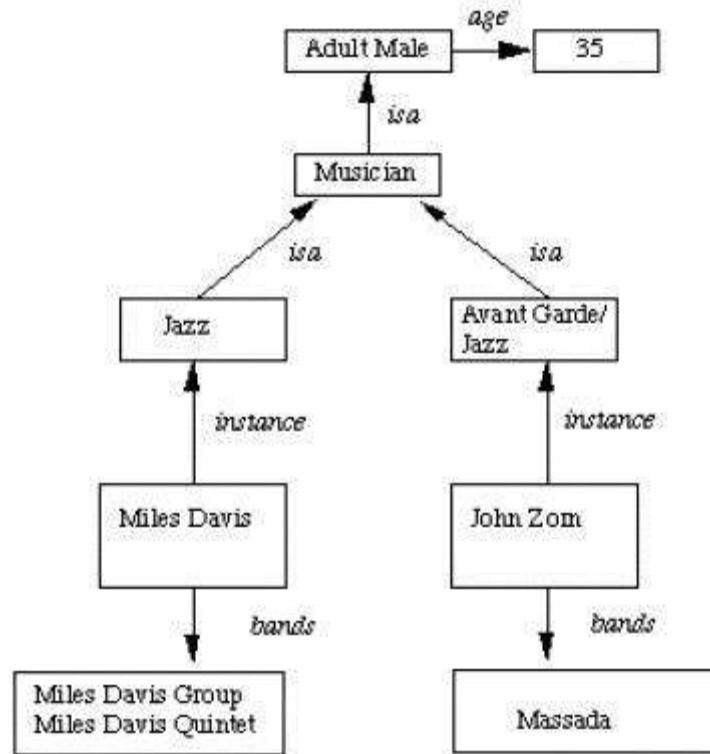 age
Adult Male
35
isa
Musician
isa
isa
Jazz
Avant Garde/
Jazz
instance
instance
Miles Davis
John Zorn
bands
bands
Miles Davis Group
Miles Davis Quintet
Massada